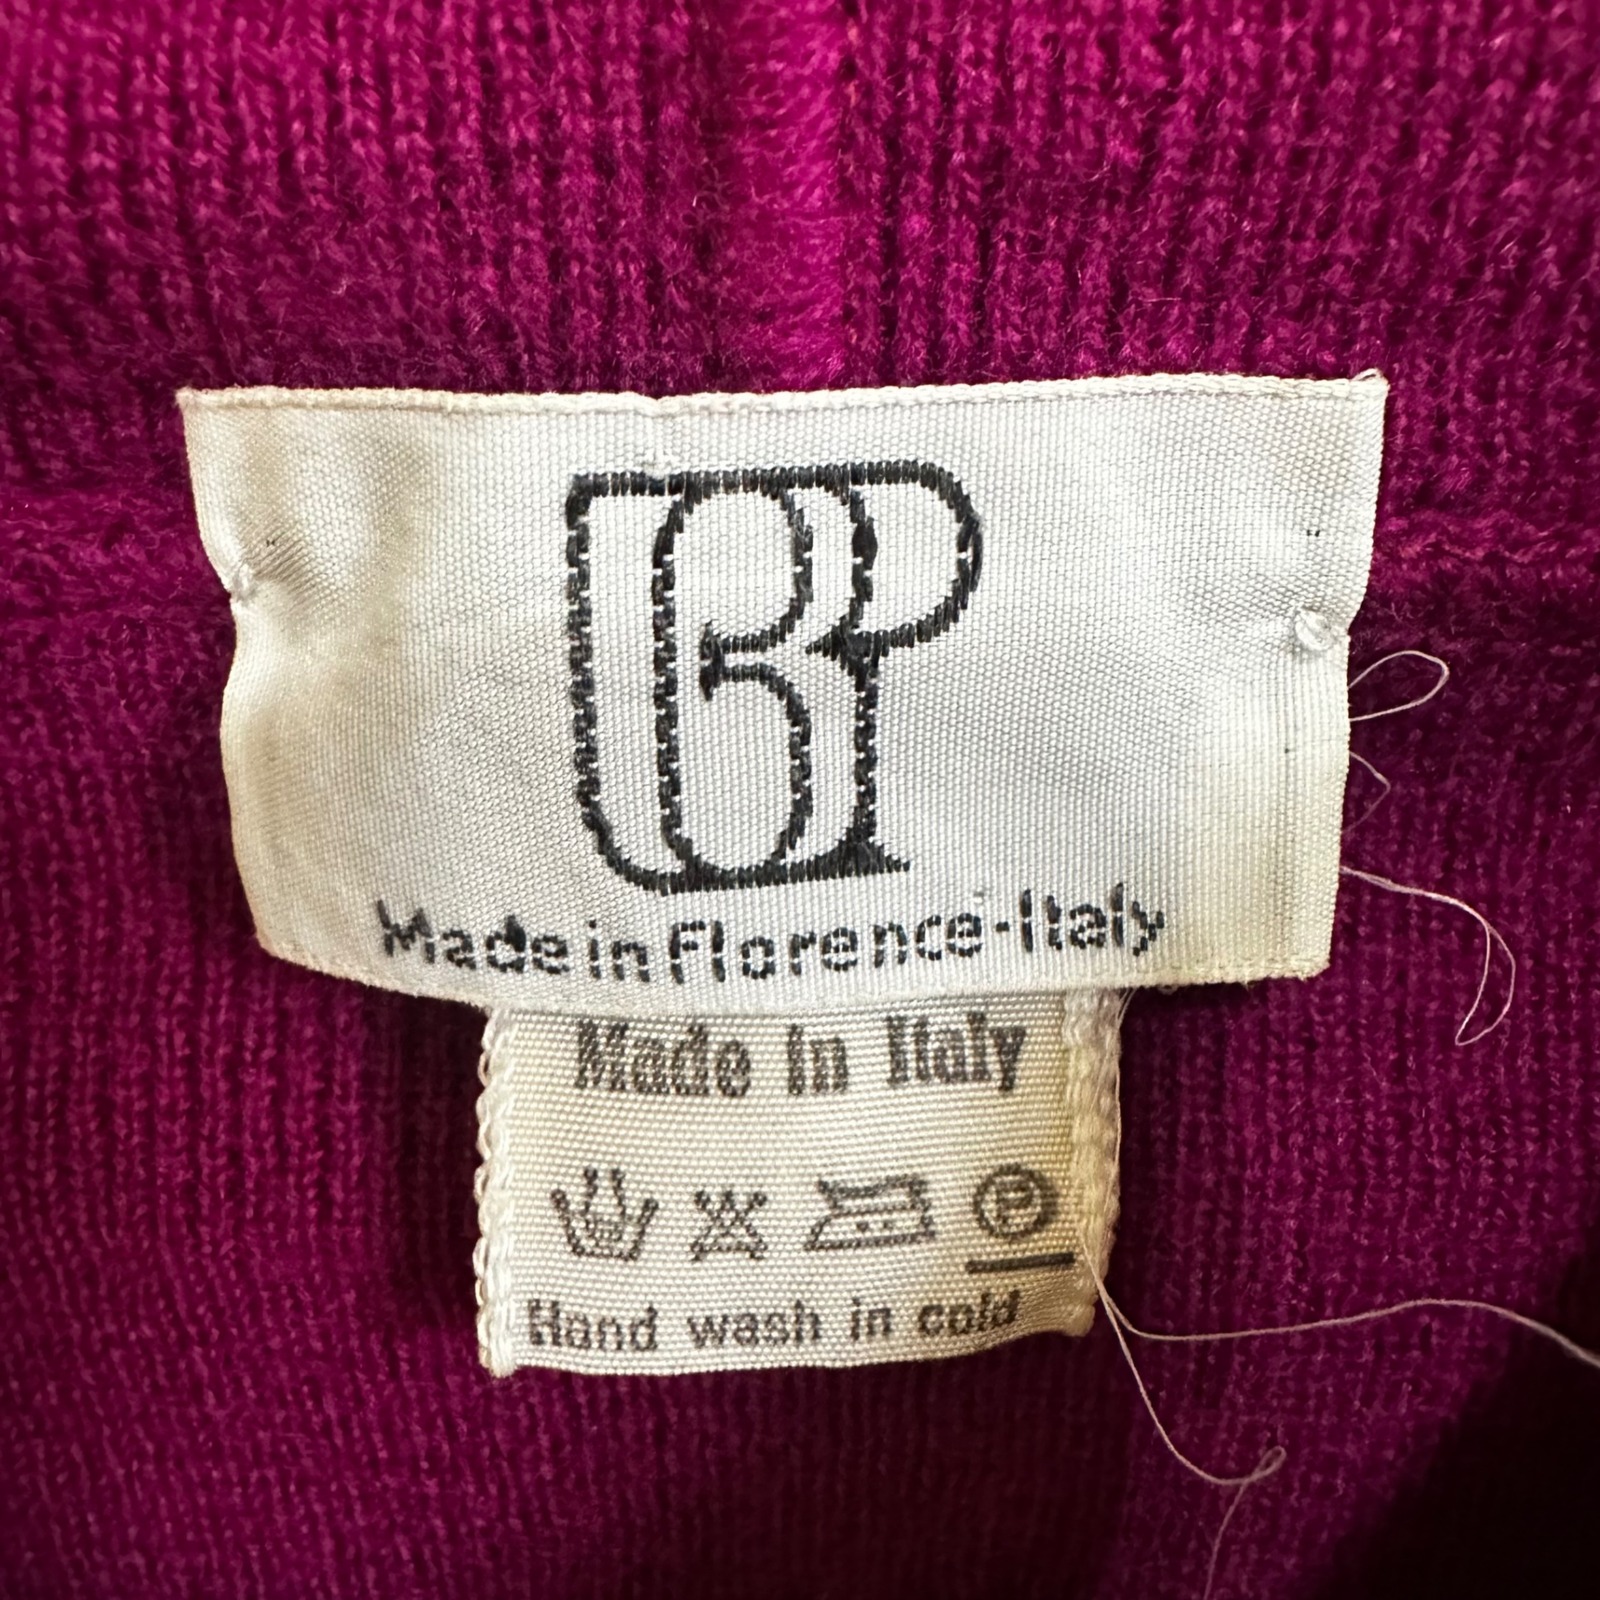 BP
Made in Florence-Italy
Made in Italy
P
Hand wash in cold